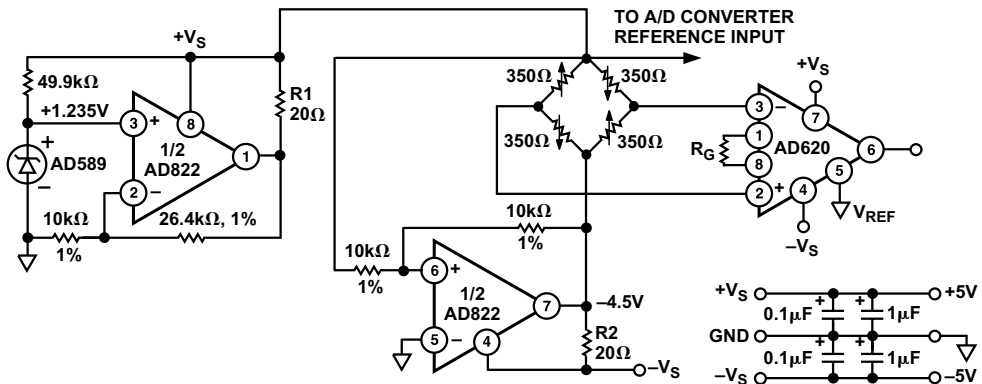 TO A/D CONVERTER
REFERENCE INPUT
+VS
49.9kΩ
+1.235V
R1
20Ω
3
+
8
1/2
AD822
1
+
AD589
−
2
−
10kΩ
1%
26.4kΩ, 1%
350Ω
350Ω
350Ω
350Ω
+VS
3
−
7
1
RG
AD620
6
8
5
2
+
4
VREF
−VS
10kΩ
1%
10kΩ
1%
6
+
1/2
AD822
7
−4.5V
5
−
4
R2
20Ω
−VS
+VS
+5V
0.1µF
+
+
1µF
GND
0.1µF
+
+
1µF
−VS
−5V